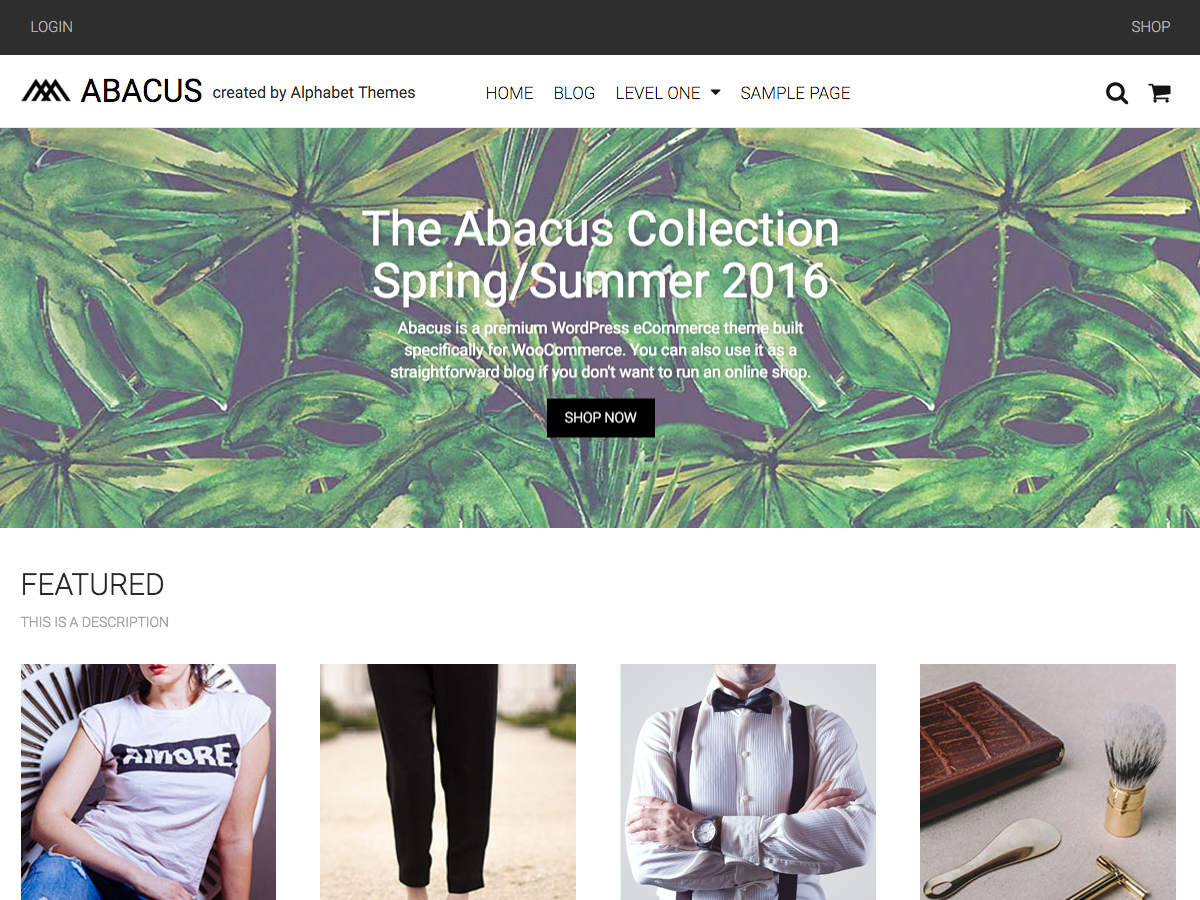 LOGIN SHOP
ABACUS created by Alphabet Themes HOME BLOG LEVEL ONE SAMPLE PAGE
The Abacus Collection
Spring/Summer 2016
Abacus is a premium WordPress eCommerce theme built
specifically for WooCommerce. You can also use it as a
straightforward blog if you don't want to run an online shop.
SHOP NOW
FEATURED
THIS IS A DESCRIPTION
AMORE